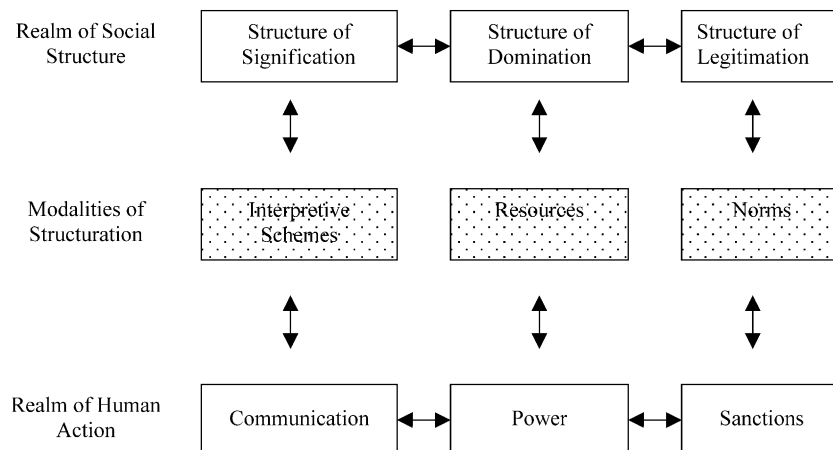 Realm of Social
Structure
Structure of
Signification
Structure of
Domination
Structure of
Legitimation
Modalities of
Structuration
Interpretive
Schemes
Resources
Norms
Realm of Human
Action
Communication
Power
Sanctions